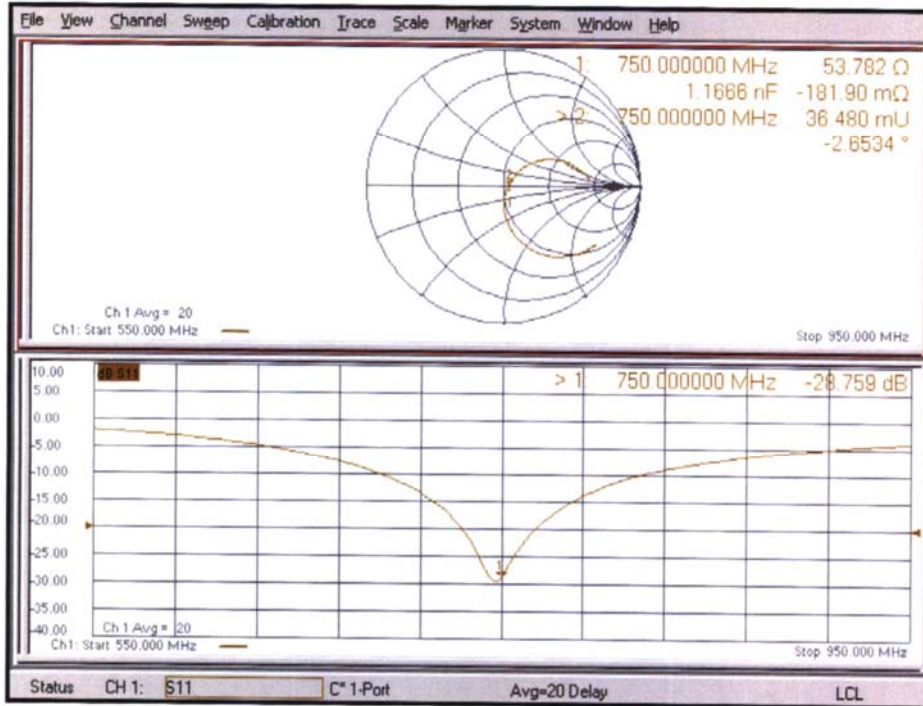 File View Channel Sweep Calibration Trace Scale Marker System Window Help
1: 750.000000 MHz 53.782 Ω
1.1666 nF -181.90 mΩ
> 2: 750.000000 MHz 36.480 mU
-2.6534 °
Ch 1 Avg = 20
Ch1: Start 550.000 MHz Stop 950.000 MHz
10.00 dB S11 > 1: 750.000000 MHz -28.759 dB
5.00
0.00
-5.00
-10.00
-15.00
-20.00
-25.00
1
-30.00
-35.00
-40.00 Ch 1 Avg = 20
Ch1: Start 550.000 MHz Stop 950.000 MHz
Status CH 1: S11 C* 1-Port Avg=20 Delay LCL